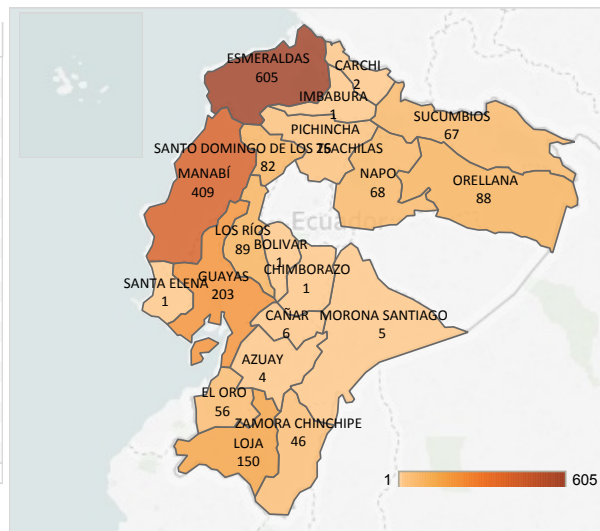 ESMERALDAS
605
CARCHI
2
IMBABURA
1
SUCUMBIOS
67
PICHINCHA
SANTO DOMINGO DE LOS TSACHILAS
82
MANABÍ
409
NAPO
68
ORELLANA
88
Ecuador
LOS RÍOS
89
BOLIVAR
1
CHIMBORAZO
1
SANTA ELENA
1
GUAYAS
203
CAÑAR
6
MORONA SANTIAGO
5
AZUAY
4
EL ORO
56
ZAMORA CHINCHIPE
46
LOJA
150
1
605